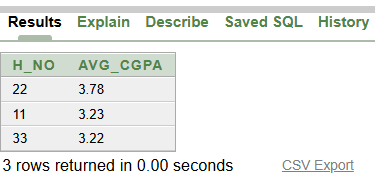 Results Explain Describe Saved SQL History
H_NO AVG_CGPA
22 3.78
11 3.23
33 3.22
3 rows returned in 0.00 seconds CSV Export